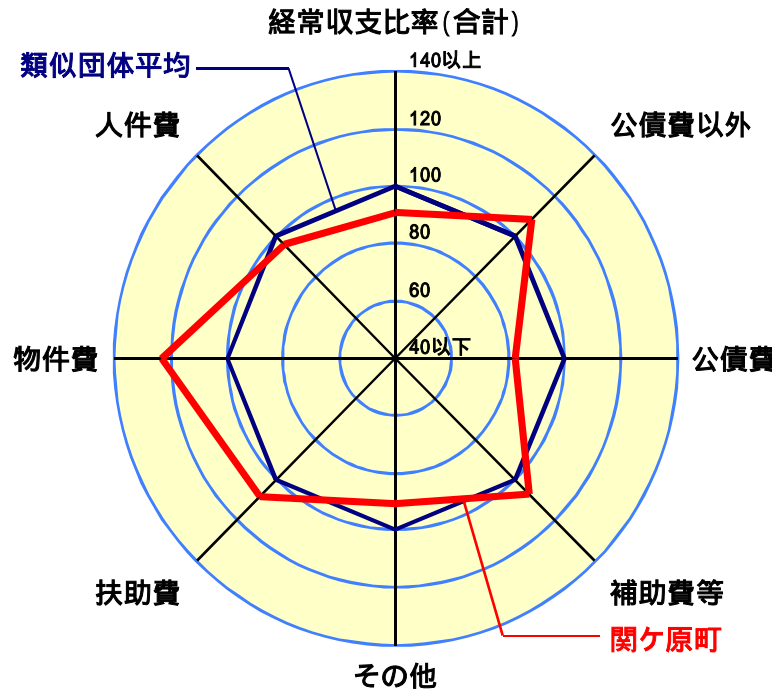 経常収支比率(合計)
類似団体平均
140以上
人件費
120
公債費以外
100
80
60
物件費
40以下
公債費
扶助費
補助費等
関ケ原町
その他